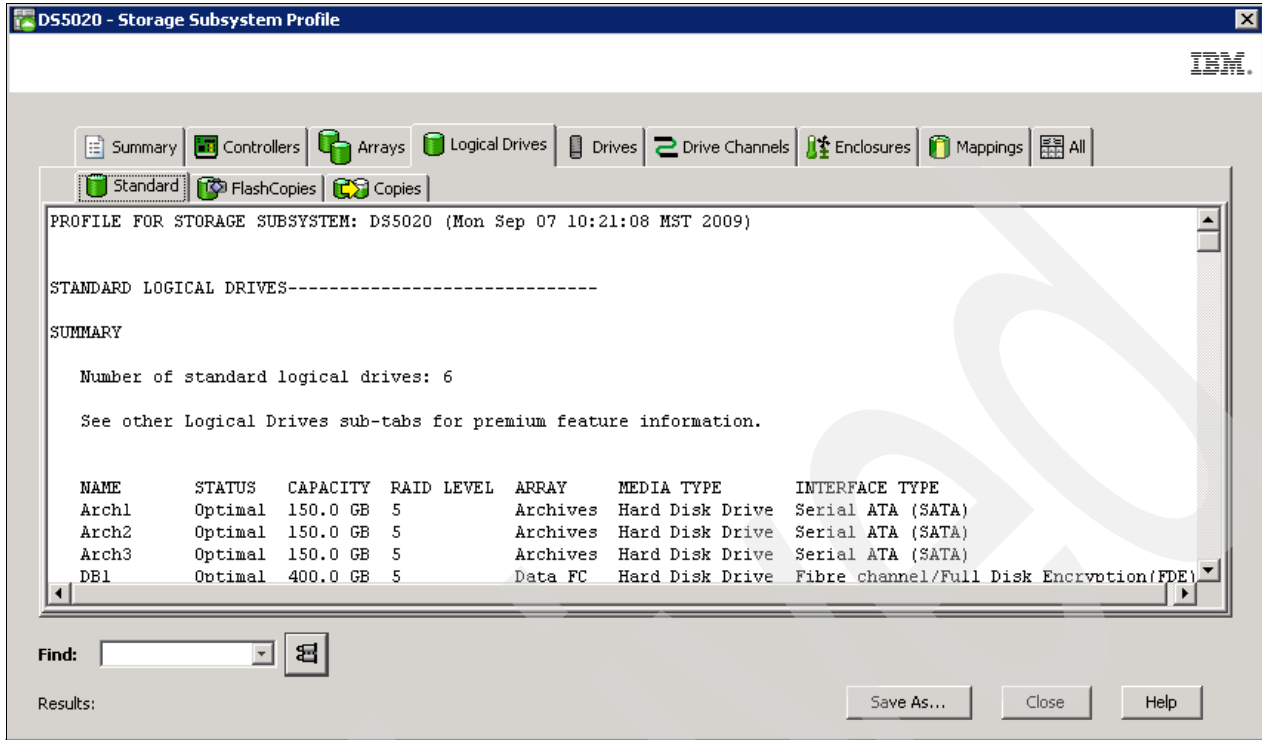 DS5020 - Storage Subsystem Profile
IBM.
Summary Controllers Arrays Logical Drives Drives Drive Channels Enclosures Mappings All
Standard FlashCopies Copies
PROFILE FOR STORAGE SUBSYSTEM: DS5020 (Mon Sep 07 10:21:08 MST 2009)
STANDARD LOGICAL DRIVES------------------------------
SUMMARY
Number of standard logical drives: 6
See other Logical Drives sub-tabs for premium feature information.
NAME STATUS CAPACITY RAID LEVEL ARRAY MEDIA TYPE INTERFACE TYPE
Arch1 Optimal 150.0 GB 5 Archives Hard Disk Drive Serial ATA (SATA)
Arch2 Optimal 150.0 GB 5 Archives Hard Disk Drive Serial ATA (SATA)
Arch3 Optimal 150.0 GB 5 Archives Hard Disk Drive Serial ATA (SATA)
DB1 Optimal 400.0 GB 5 Data FC Hard Disk Drive Fibre channel/Full Disk Encryption(FDE)
Find:
Results:
Save As... Close Help